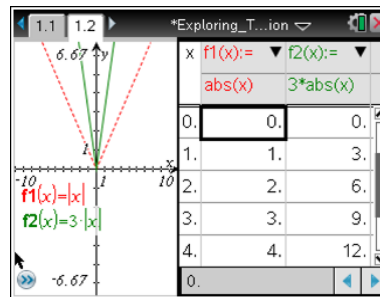 1.1 1.2 *Exploring_T...ion
6.67 y
1
x
-10 1 10
f1(x)=|x|
f2(x)=3·|x|
-6.67
x f1(x):= ▼ f2(x):= ▼
abs(x) 3*abs(x)
0. 0. 0.
1. 1. 3.
2. 2. 6.
3. 3. 9.
4. 4. 12.
0.